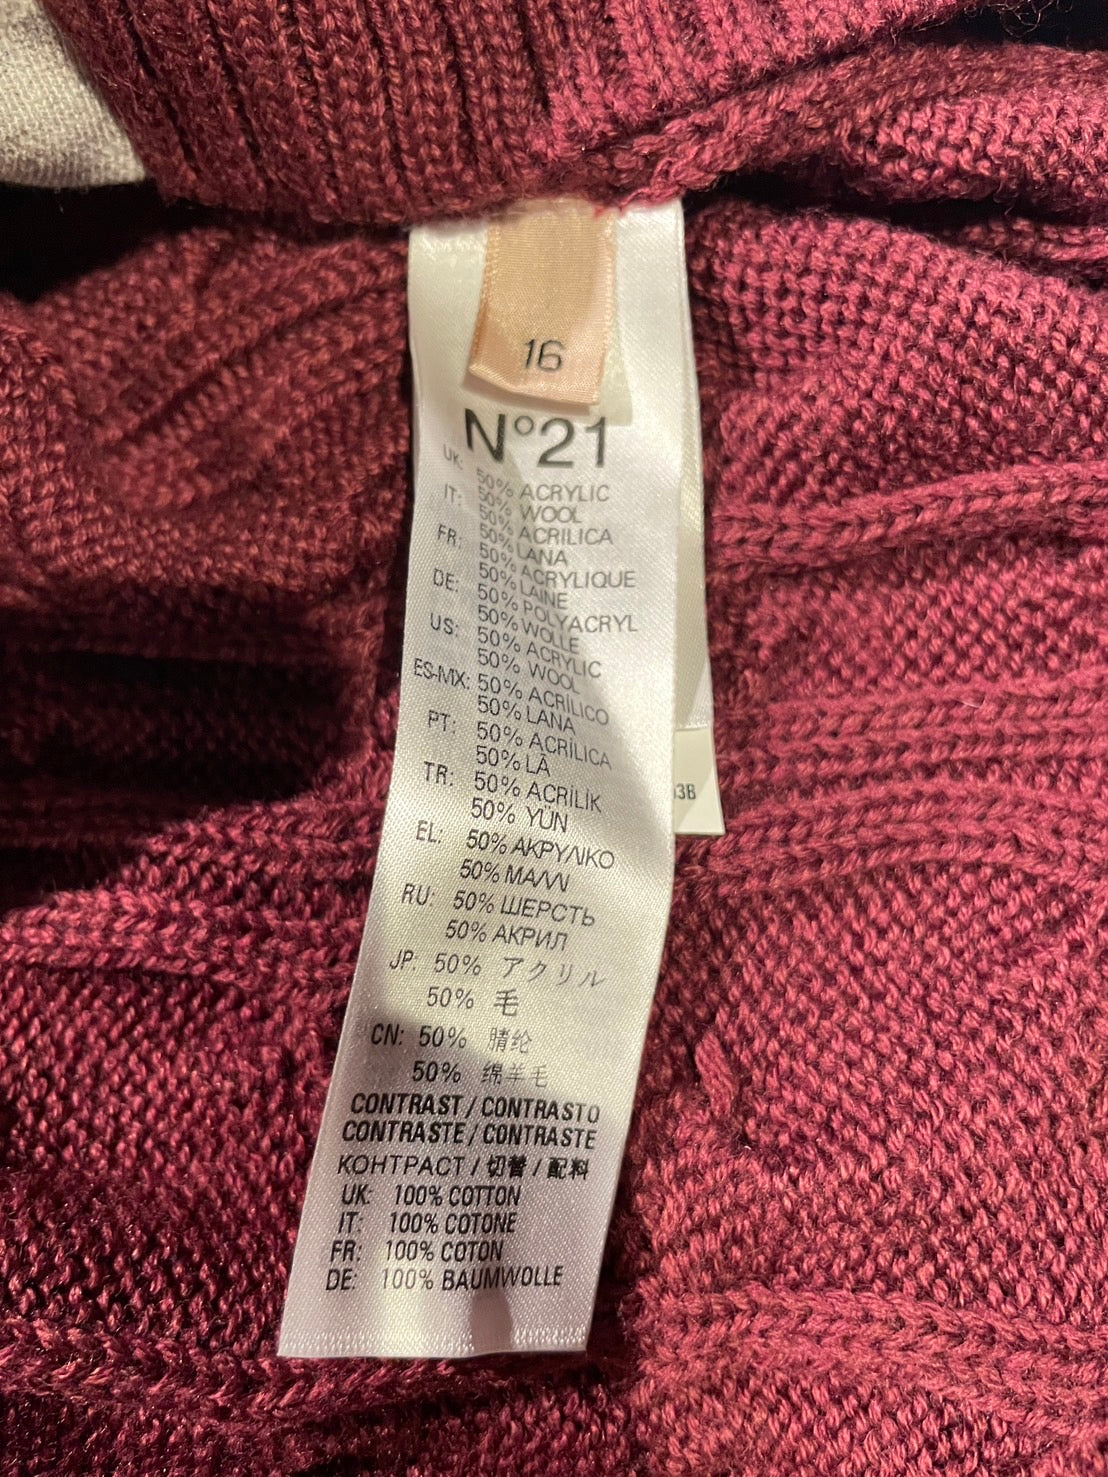 16
N°21
UK: 50% ACRYLIC
50% WOOL
IT: 50% ACRILICA
50% LANA
FR: 50% ACRYLIQUE
50% LAINE
DE: 50% POLYACRYL
50% WOLLE
US: 50% ACRYLIC
50% WOOL
ES-MX: 50% ACRÍLICO
50% LANA
PT: 50% ACRÍLICA
50% LÃ
TR: 50% AKRİLİK
50% YÜN
EL: 50% ΑΚΡΥΛΙΚΟ
50% ΜΑΛΛΙ
RU: 50% ШЕРСТЬ
50% АКРИЛ
JP: 50% アクリル
50% 毛
CN: 50% 腈纶
50% 绵羊毛
CONTRAST / CONTRASTO
CONTRASTE / CONTRASTE
КОНТРАСТ / 切替 / 配料
UK: 100% COTTON
IT: 100% COTONE
FR: 100% COTON
DE: 100% BAUMWOLLE